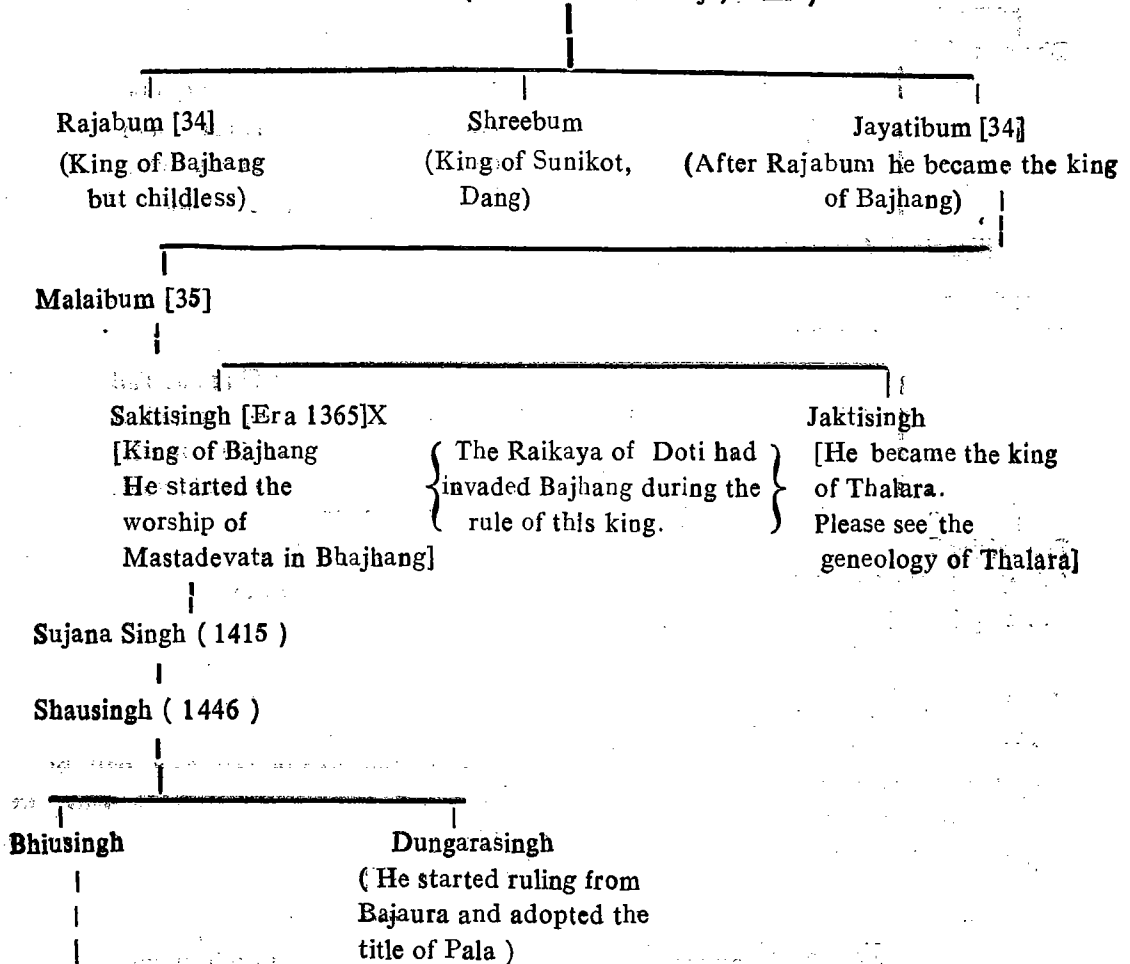 Rajabum [34]
(King of Bajhang
but childless)
Shreebum
(King of Sunikot,
Dang)
Jayatibum [34]
(After Rajabum he became the king
of Bajhang)
Malaibum [35]
Saktisingh [Era 1365]X
[King of Bajhang
He started the
worship of
Mastadevata in Bhajhang]
The Raikaya of Doti had
invaded Bajhang during the
rule of this king.
Jaktisingh
[He became the king
of Thalara.
Please see the
geneology of Thalara]
Sujana Singh ( 1415 )
Shausingh ( 1446 )
Bhiusingh
Dungarasingh
( He started ruling from
Bajaura and adopted the
title of Pala )